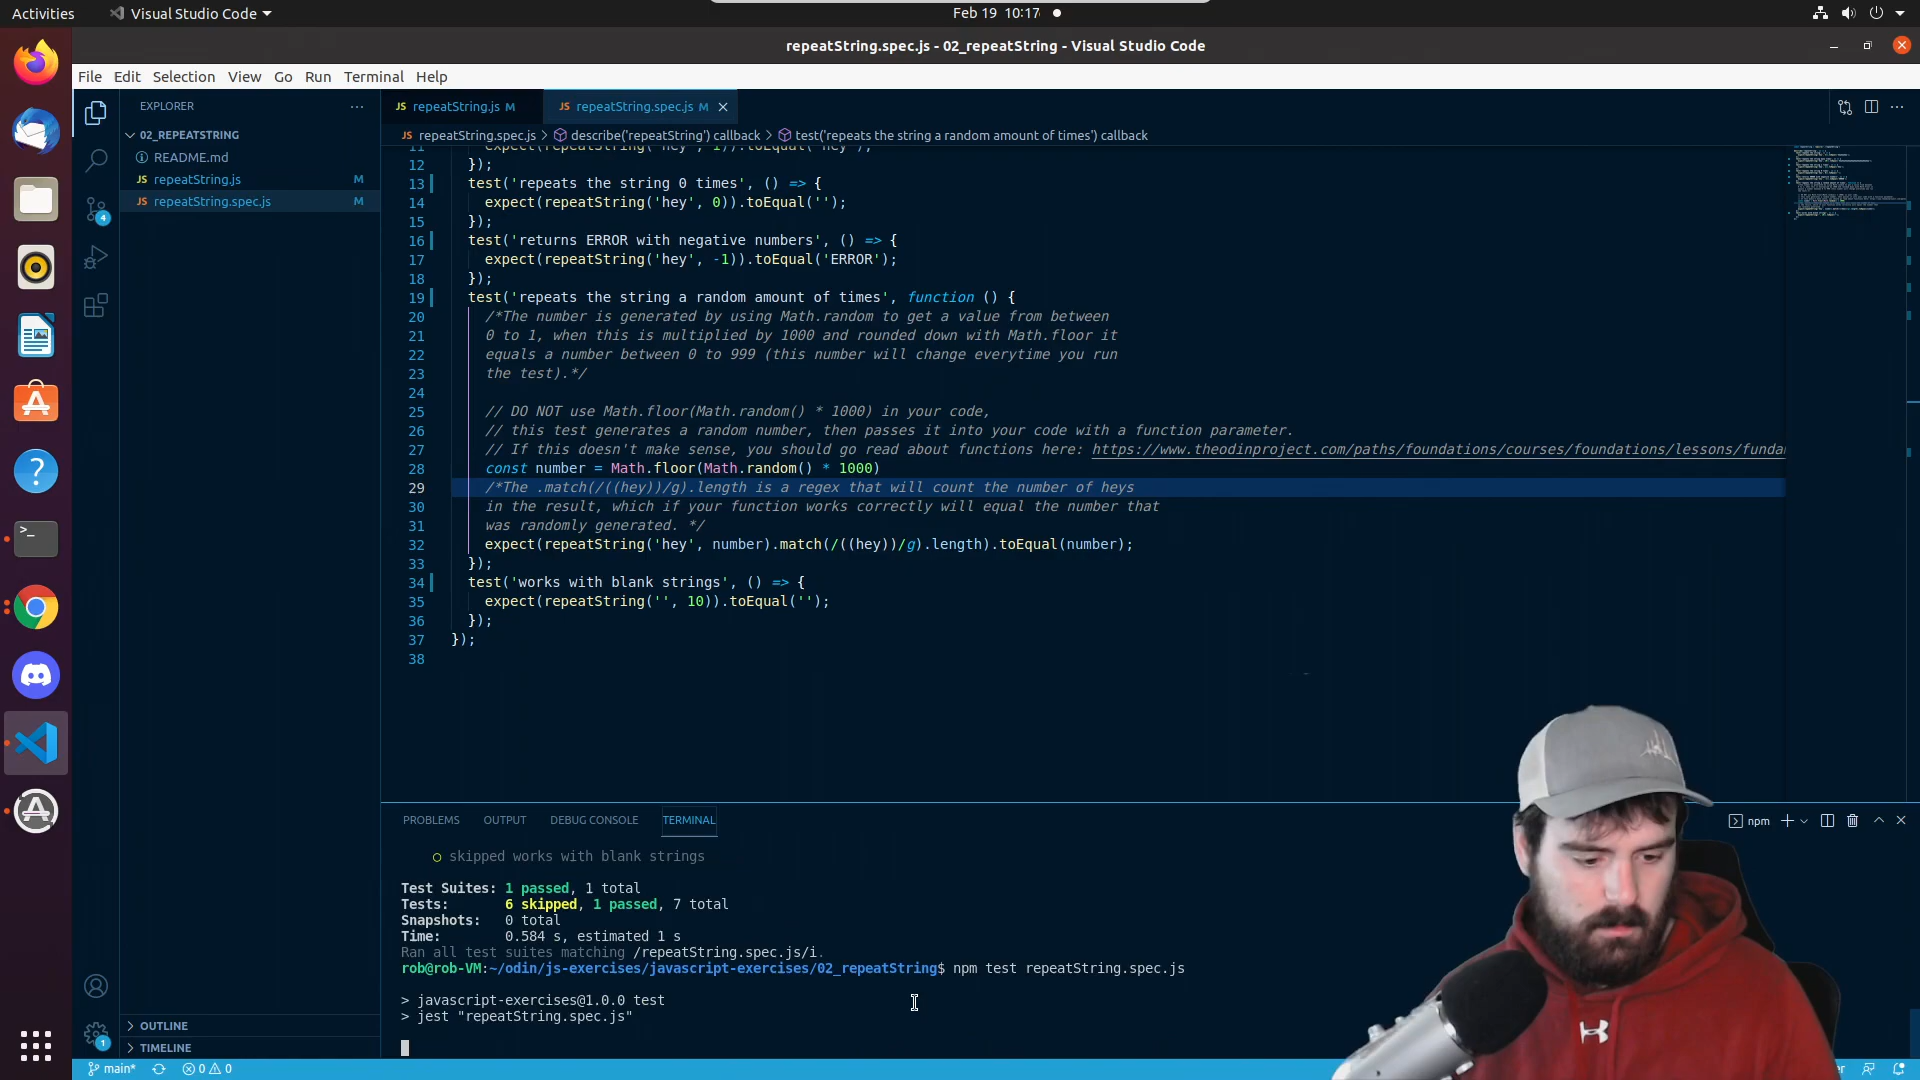 Activities
Visual Studio Code
Feb 19 10:17
repeatString.spec.js - 02_repeatString - Visual Studio Code
File Edit Selection View Go Run Terminal Help
EXPLORER
JS repeatString.js M
JS repeatString.spec.js M
02_REPEATSTRING
README.md
JS repeatString.js M
JS repeatString.spec.js M
4
JS repeatString.spec.js > describe('repeatString') callback > test('repeats the string a random amount of times') callback
11 expect(repeatString('hey', 1)).toEqual('hey');
12 });
13 test('repeats the string 0 times', () => {
14 expect(repeatString('hey', 0)).toEqual('');
15 });
16 test('returns ERROR with negative numbers', () => {
17 expect(repeatString('hey', -1)).toEqual('ERROR');
18 });
19 test('repeats the string a random amount of times', function () {
20 /*The number is generated by using Math.random to get a value from between
21 0 to 1, when this is multiplied by 1000 and rounded down with Math.floor it
22 equals a number between 0 to 999 (this number will change everytime you run
23 the test).*/
24
25 // DO NOT use Math.floor(Math.random() * 1000) in your code,
26 // this test generates a random number, then passes it into your code with a function parameter.
27 // If this doesn't make sense, you should go read about functions here: https://www.theodinproject.com/paths/foundations/courses/foundations/lessons/funda
28 const number = Math.floor(Math.random() * 1000)
29 /*The .match(/((hey))/g).length is a regex that will count the number of heys
30 in the result, which if your function works correctly will equal the number that
31 was randomly generated. */
32 expect(repeatString('hey', number).match(/((hey))/g).length).toEqual(number);
33 });
34 test('works with blank strings', () => {
35 expect(repeatString('', 10)).toEqual('');
36 });
37 });
38
PROBLEMS OUTPUT DEBUG CONSOLE TERMINAL
npm
skipped works with blank strings
Test Suites: 1 passed, 1 total
Tests: 6 skipped, 1 passed, 7 total
Snapshots: 0 total
Time: 0.584 s, estimated 1 s
Ran all test suites matching /repeatString.spec.js/i.
rob@rob-VM:~/odin/js-exercises/javascript-exercises/02_repeatString$ npm test repeatString.spec.js
> javascript-exercises@1.0.0 test
> jest "repeatString.spec.js"
OUTLINE
TIMELINE
1
main*
0 0